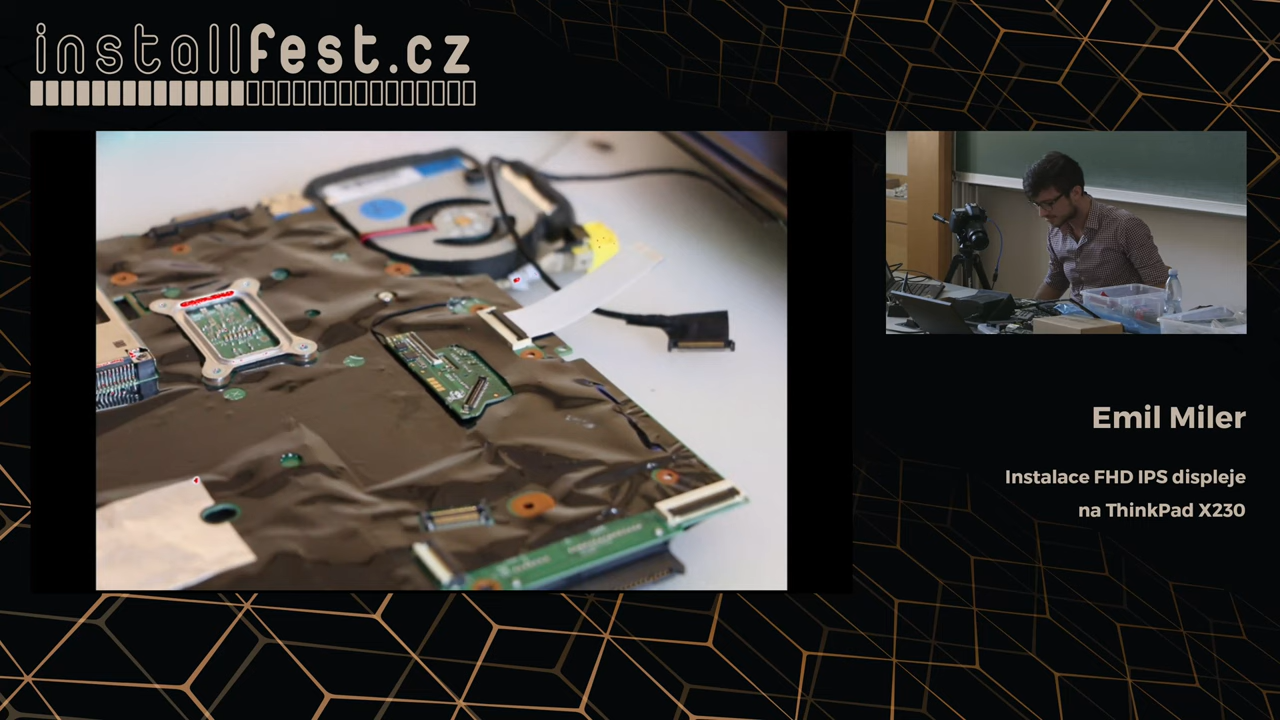 installfest.cz
Emil Miler
Instalace FHD IPS displeje
na ThinkPad X230